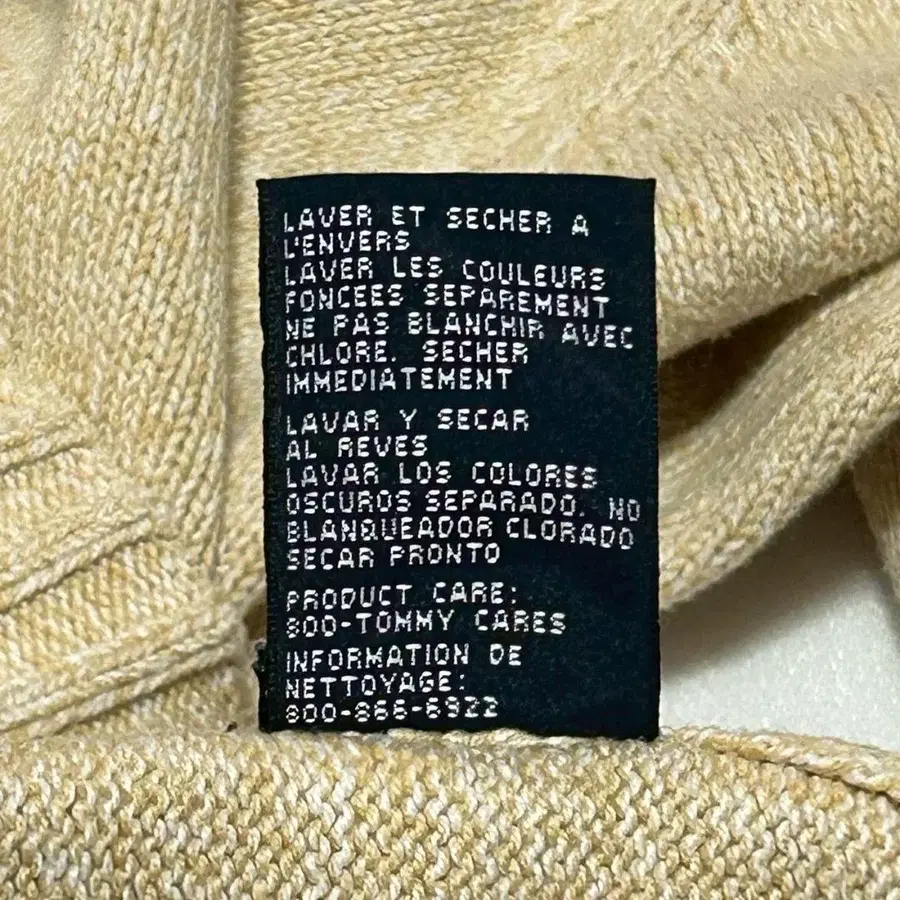 LAVER ET SECHER A
L'ENVERS
LAVER LES COULEURS
FONCEES SEPAREMENT
NE PAS BLANCHIR AVEC
CHLORE. SECHER
IMMEDIATEMENT
LAVAR Y SECAR
AL REVES
LAVAR LOS COLORES
OSCUROS SEPARADO. NO
BLANQUEADOR CLORADO
SECAR PRONTO
PRODUCT CARE:
800-TOMMY CARES
INFORMATION DE
NETTOYAGE:
800-866-6922